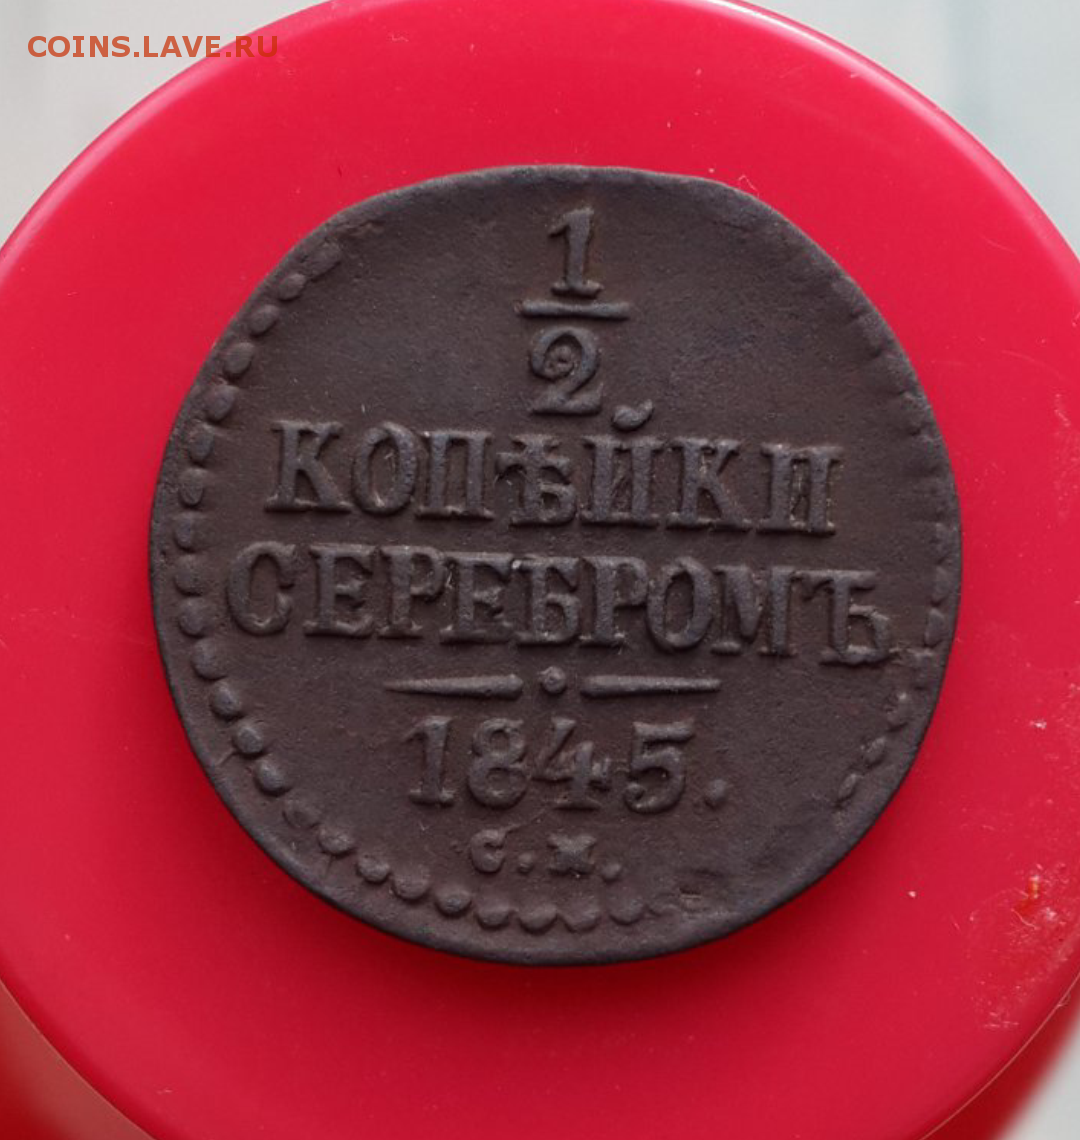 COINS.LAVE.RU
1
2
КОПѢЙКИ
СЕРЕБРОМЪ
1845.
С.М.